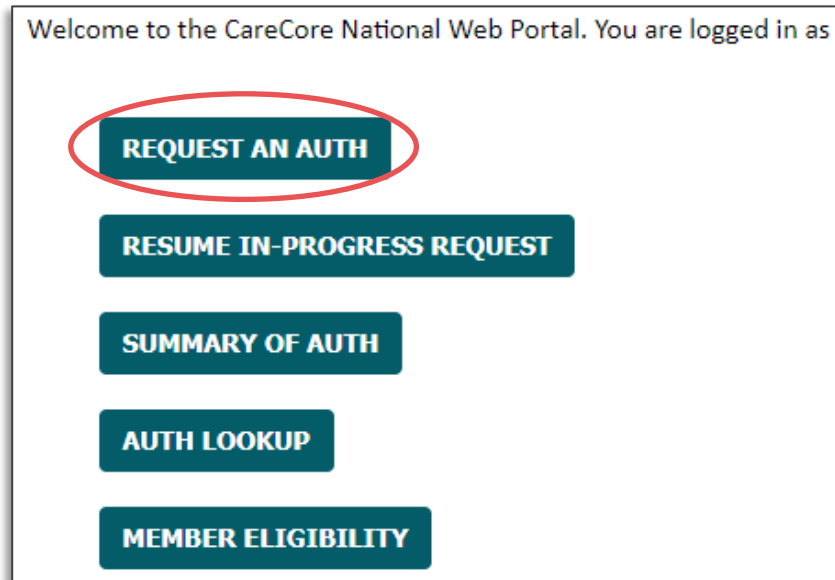 Welcome to the CareCore National Web Portal. You are logged in as
REQUEST AN AUTH
RESUME IN-PROGRESS REQUEST
SUMMARY OF AUTH
AUTH LOOKUP
MEMBER ELIGIBILITY